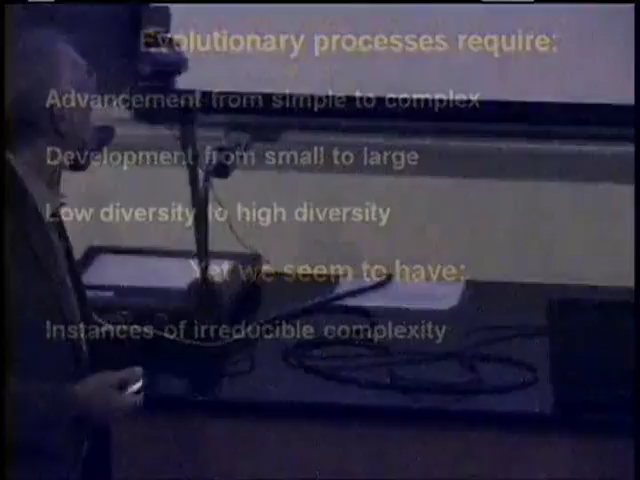 Evolutionary processes require:
Advancement from simple to complex
Development from small to large
Low diversity to high diversity
Yet we seem to have:
Instances of irreducible complexity